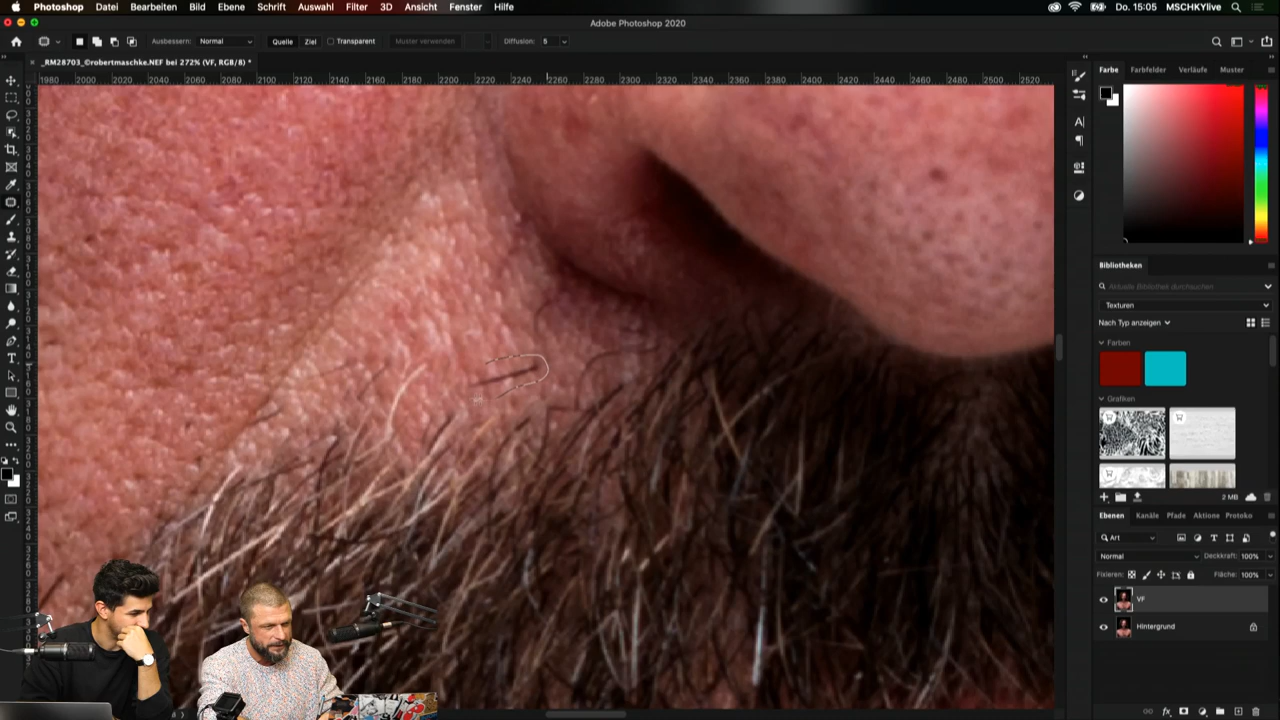 Photoshop Datei Bearbeiten Bild Ebene Schrift Auswahl Filter 3D Ansicht Fenster Hilfe Do. 15:05 MSCHKYlive
Adobe Photoshop 2020
Ausbessern: Normal Quelle Ziel Transparent Muster verwenden Diffusion: 5
_RM28703_©robertmaschke.NEF bei 272% (VF, RGB/8) *
1980 2000 2020 2040 2060 2080 2100 2120 2140 2160 2180 2200 2220 2240 2260 2280 2300 2320 2340 2360 2380 2400 2420 2440 2460 2480 2500 2520
Farbe Farbfelder Verläufe Muster
Bibliotheken
Aktuelle Bibliothek durchsuchen
Texturen
Nach Typ anzeigen
Farben
Grafiken
2 MB
Ebenen Kanäle Pfade Aktionen Protoko
Art
Normal Deckkraft: 100%
Fixieren: Fläche: 100%
VF
Hintergrund